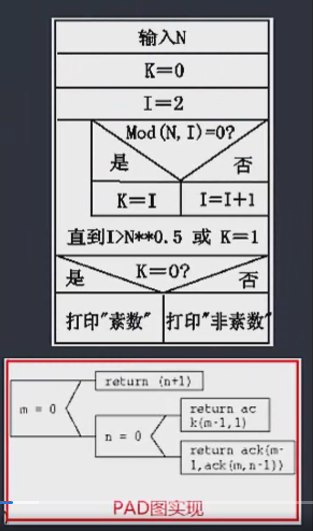 输入N
K=0
I=2
Mod(N,I)=0?
是
否
K=I
I=I+1
直到I>N**0.5 或 K=1
K=0?
是
否
打印"素数"
打印"非素数"
return (n+1)
m = 0
return ac
k(m-1,1)
n = 0
return ack(m-
1,ack(m,n-1))
PAD图实现